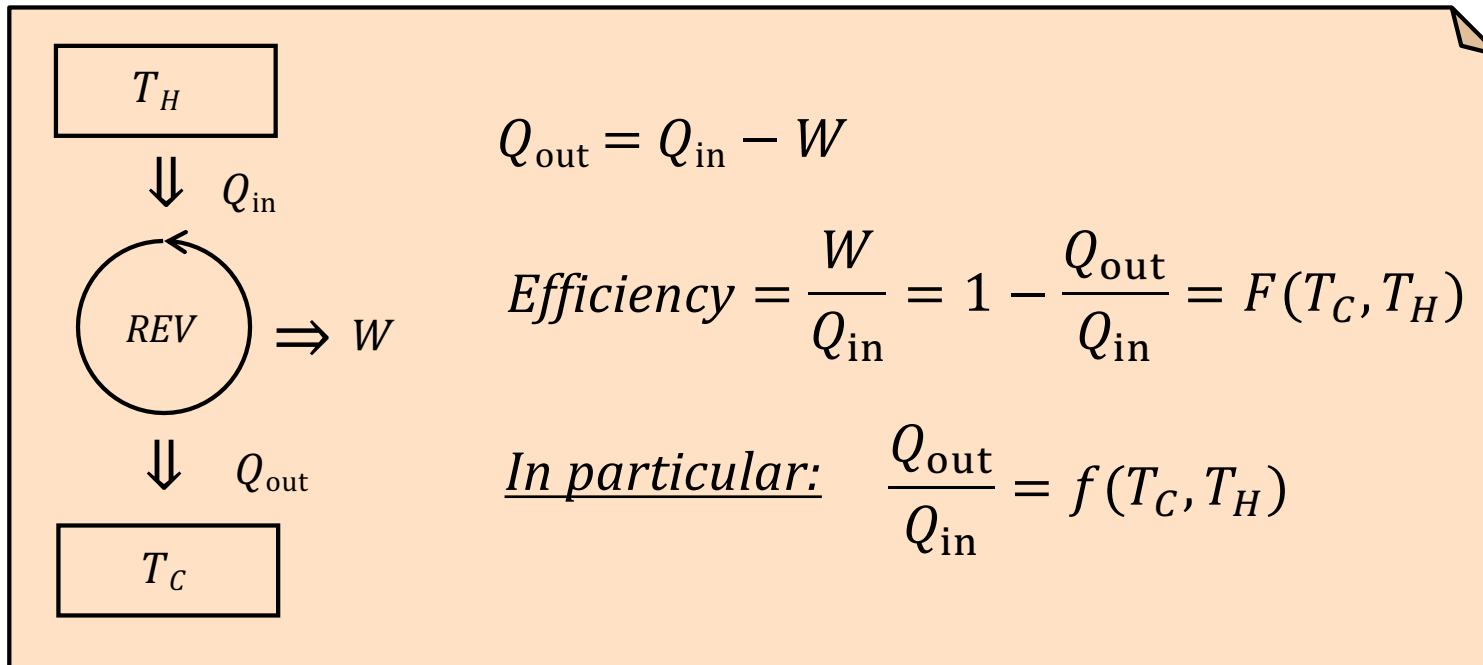 T_H
Q_in
REV ⇒ W
Q_out
T_C
Q_out = Q_in − W
Efficiency = W/Q_in = 1 − Q_out/Q_in = F(T_C, T_H)
In particular: Q_out/Q_in = f(T_C, T_H)